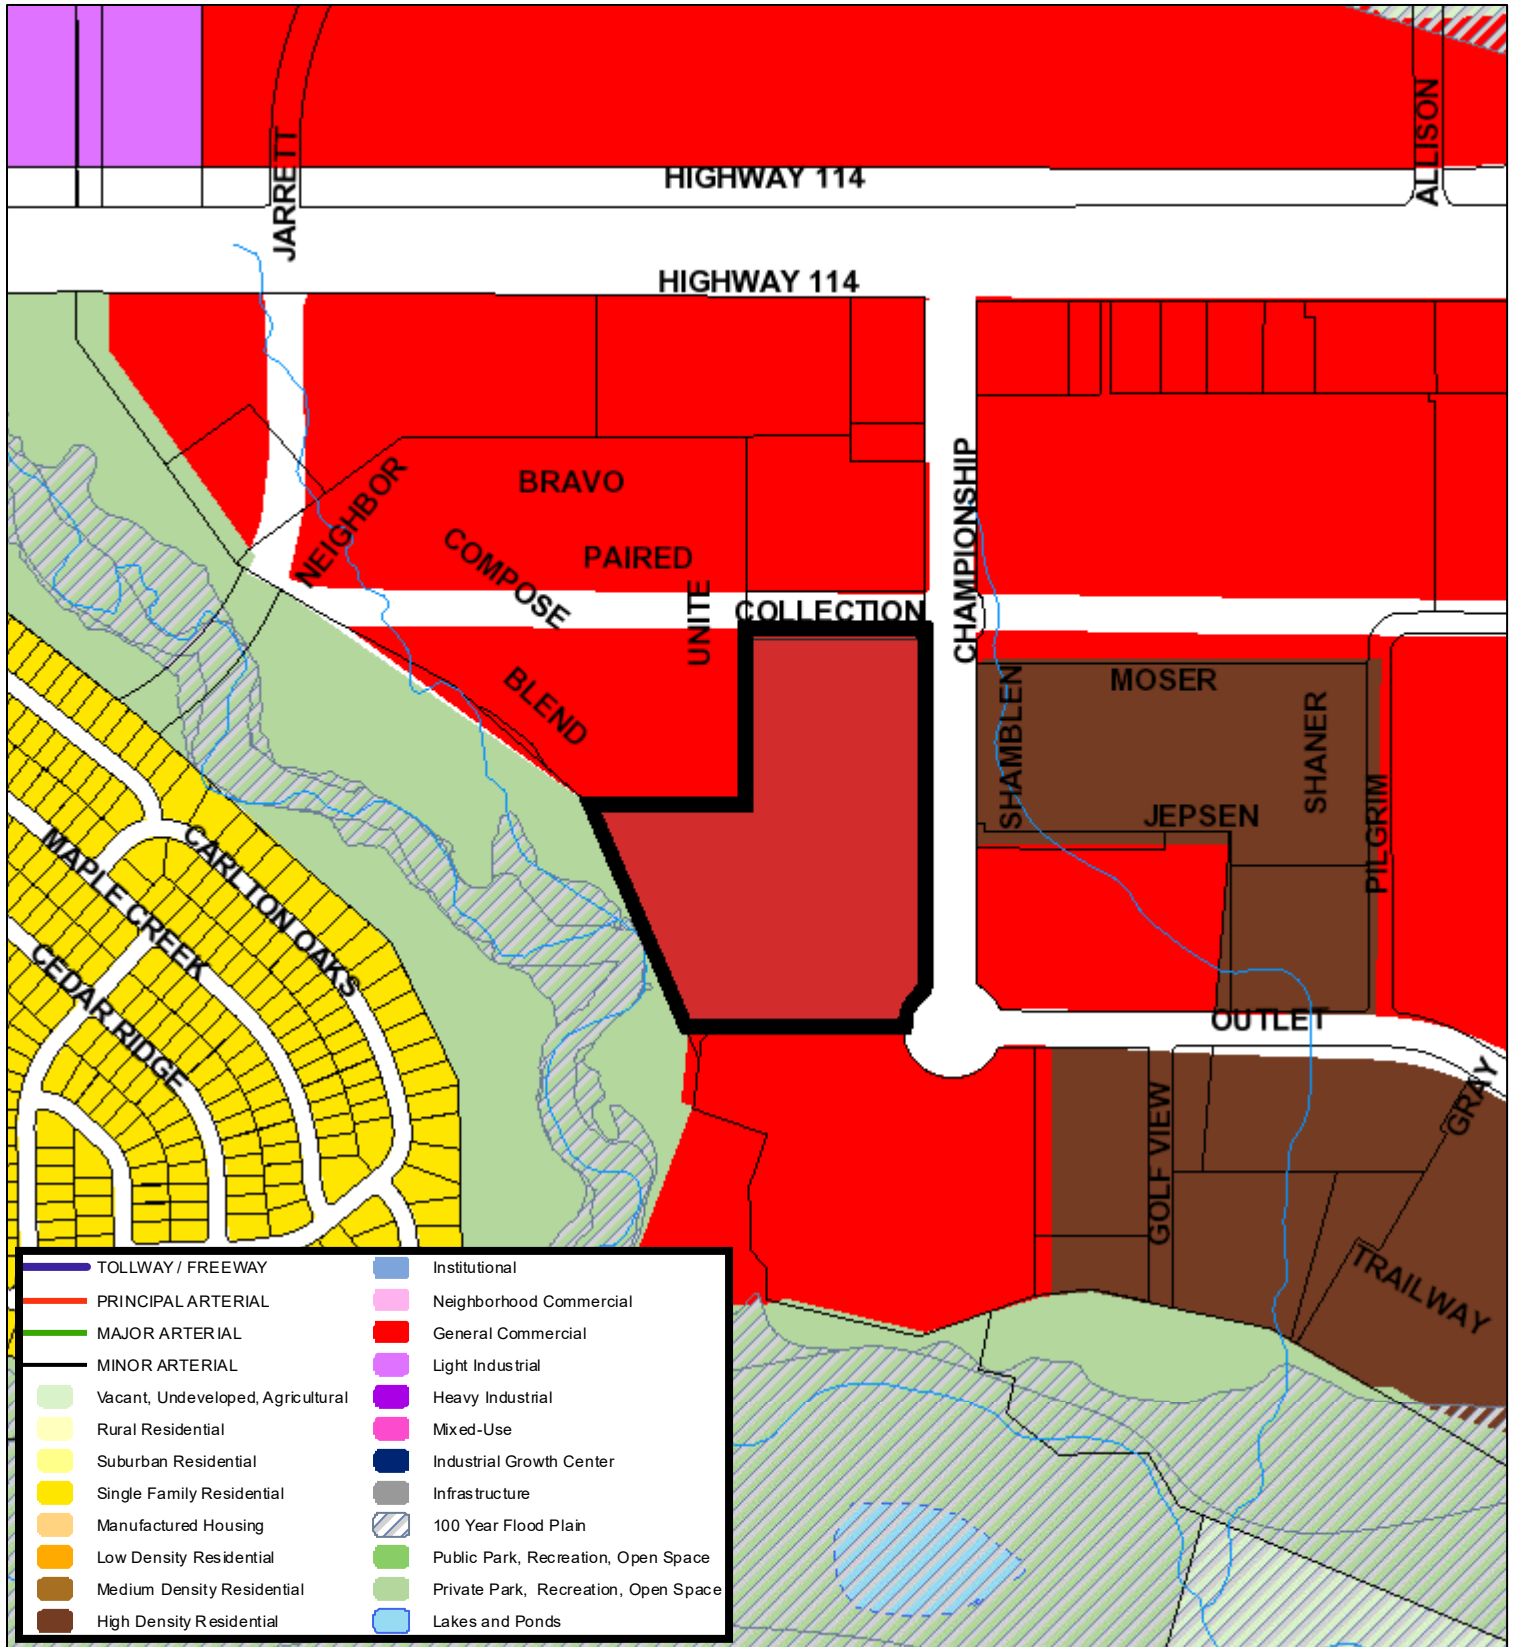 ALLISON
JARRETT
HIGHWAY 114
HIGHWAY 114
NEIGHBOR
BRAVO
COMPOSE
PAIRED
UNITE
COLLECTION
CHAMPIONSHIP
BLEND
SHAMBLEN
MOSER
SHANER
JEPSEN
PILGRIM
CARLTON OAKS
MAPLE CREEK
CEDAR RIDGE
OUTLET
GRAY
GOLF VIEW
TRAILWAY
TOLLWAY / FREEWAY
PRINCIPAL ARTERIAL
MAJOR ARTERIAL
MINOR ARTERIAL
Vacant, Undeveloped, Agricultural
Rural Residential
Suburban Residential
Single Family Residential
Manufactured Housing
Low Density Residential
Medium Density Residential
High Density Residential
Institutional
Neighborhood Commercial
General Commercial
Light Industrial
Heavy Industrial
Mixed-Use
Industrial Growth Center
Infrastructure
100 Year Flood Plain
Public Park, Recreation, Open Space
Private Park, Recreation, Open Space
Lakes and Ponds